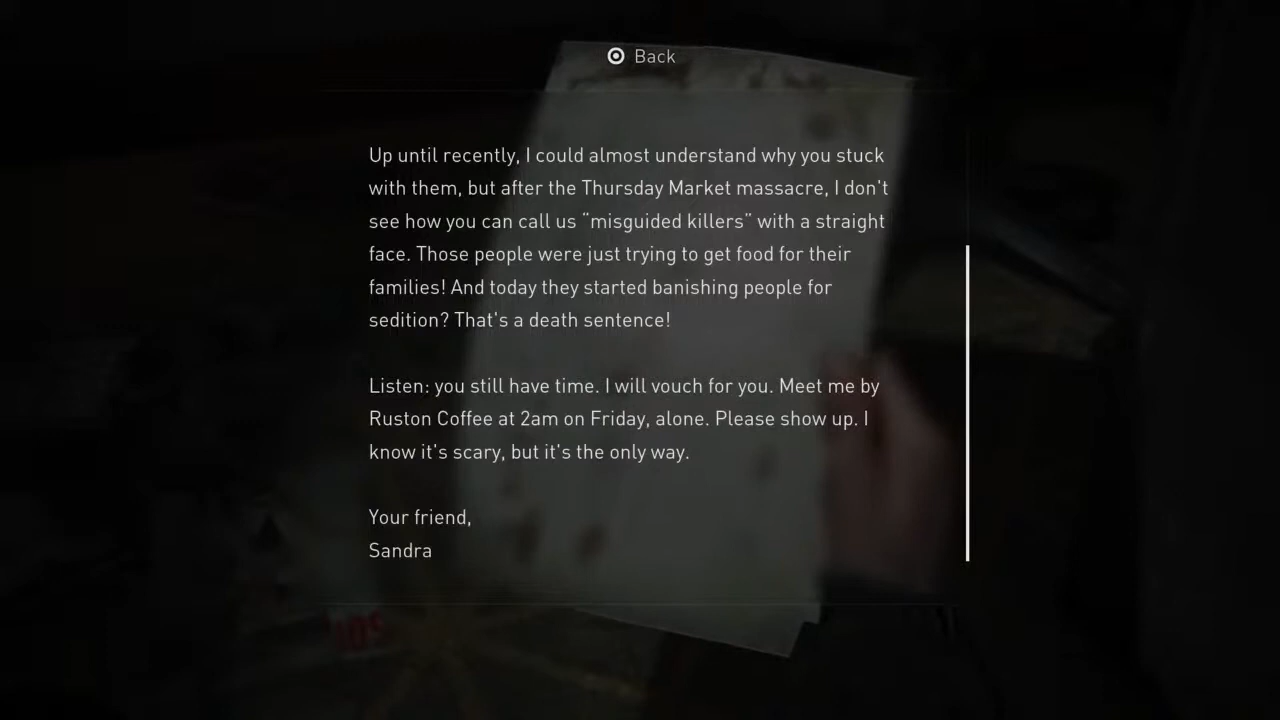 Back
Up until recently, I could almost understand why you stuck
with them, but after the Thursday Market massacre, I don't
see how you can call us “misguided killers” with a straight
face. Those people were just trying to get food for their
families! And today they started banishing people for
sedition? That's a death sentence!
Listen: you still have time. I will vouch for you. Meet me by
Ruston Coffee at 2am on Friday, alone. Please show up. I
know it's scary, but it's the only way.
Your friend,
Sandra